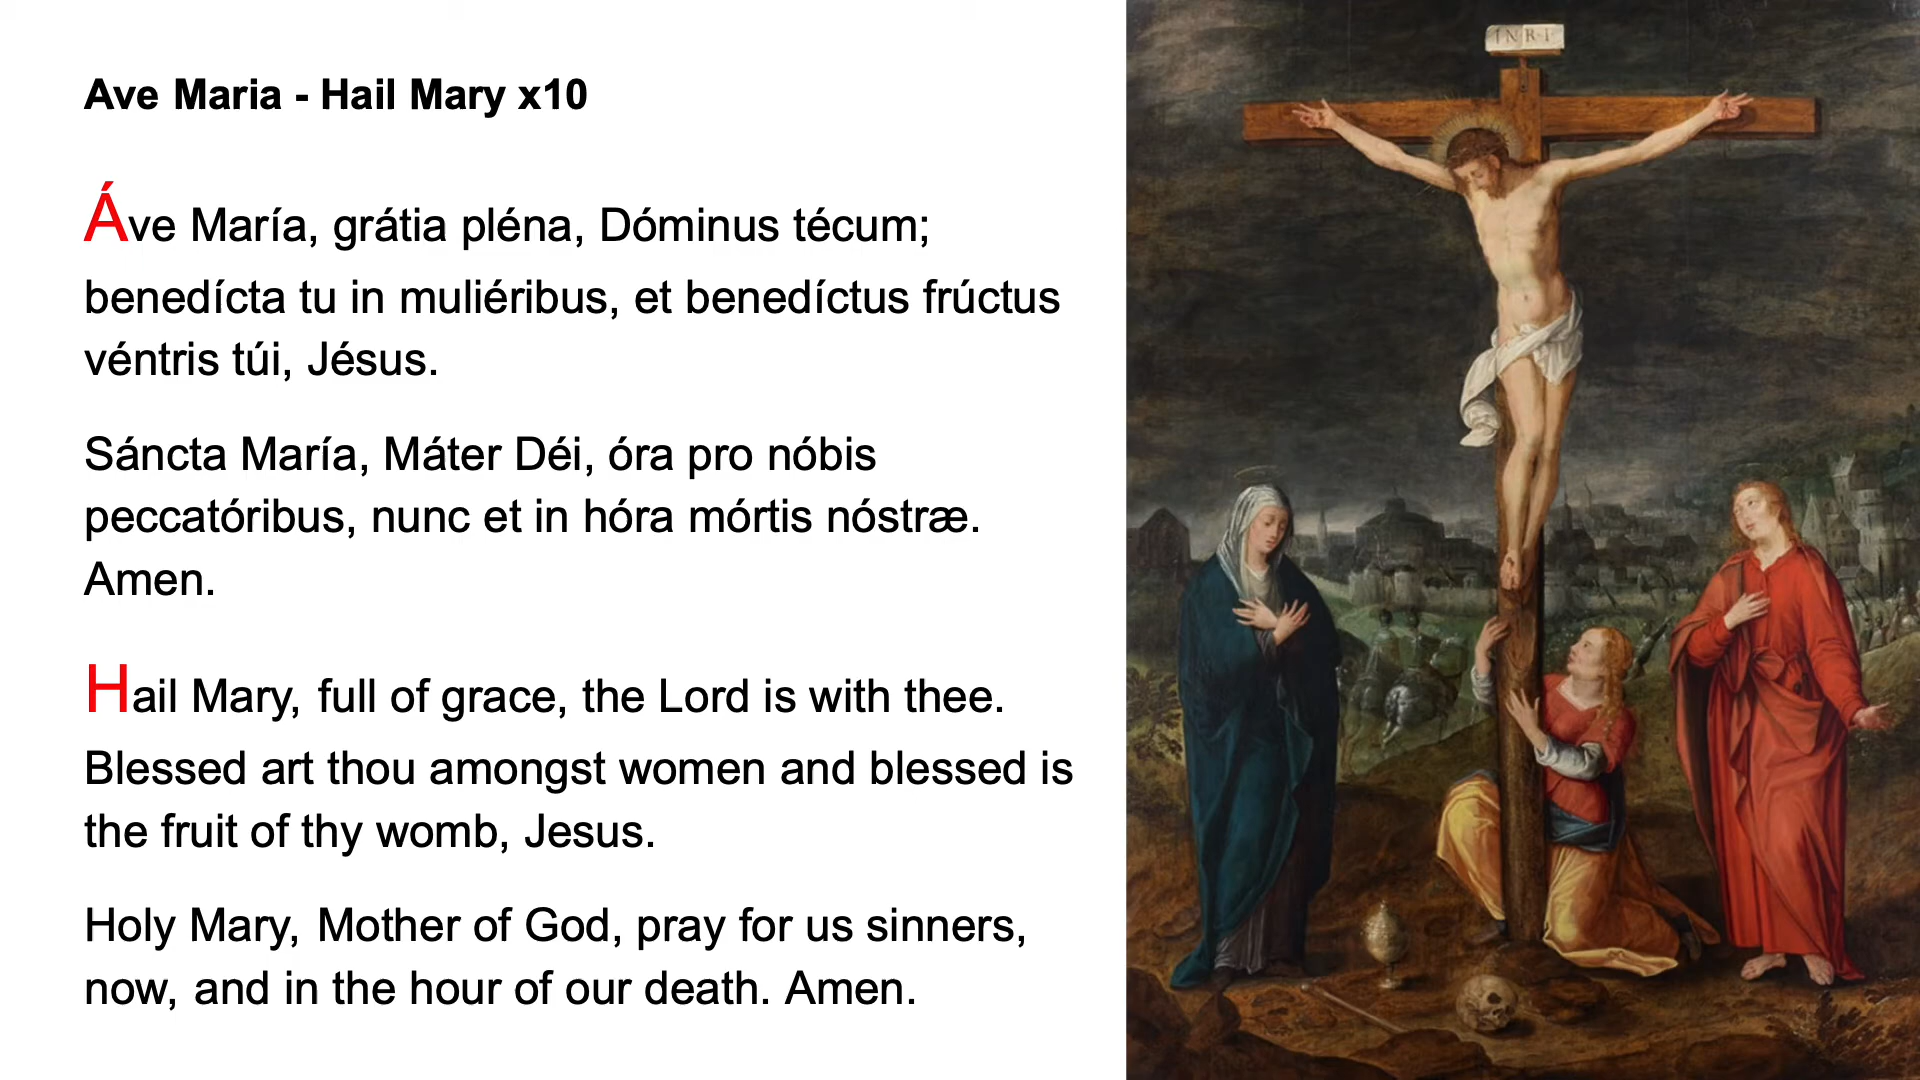 Ave Maria - Hail Mary x10
Áve María, grátia pléna, Dóminus técum;
benedícta tu in muliéribus, et benedíctus frúctus
véntris túi, Jésus.
Sáncta María, Máter Déi, óra pro nóbis
peccatóribus, nunc et in hóra mórtis nóstræ.
Amen.
Hail Mary, full of grace, the Lord is with thee.
Blessed art thou amongst women and blessed is
the fruit of thy womb, Jesus.
Holy Mary, Mother of God, pray for us sinners,
now, and in the hour of our death. Amen.
INRI